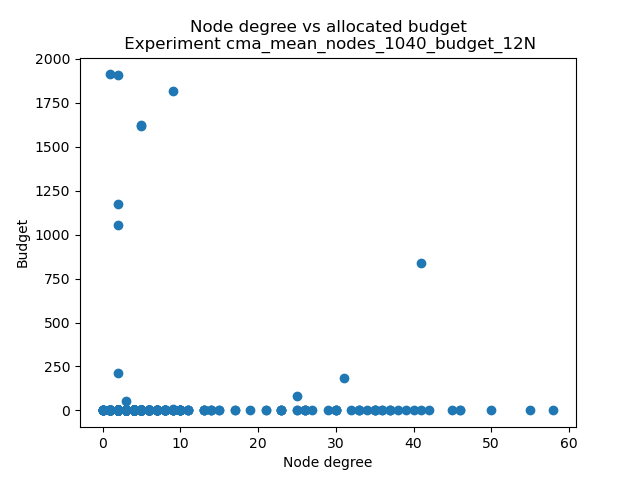 Node degree vs allocated budget
Experiment cma_mean_nodes_1040_budget_12N
2000
1750
1500
1250
1000
750
500
250
0
Budget
0 10 20 30 40 50 60
Node degree